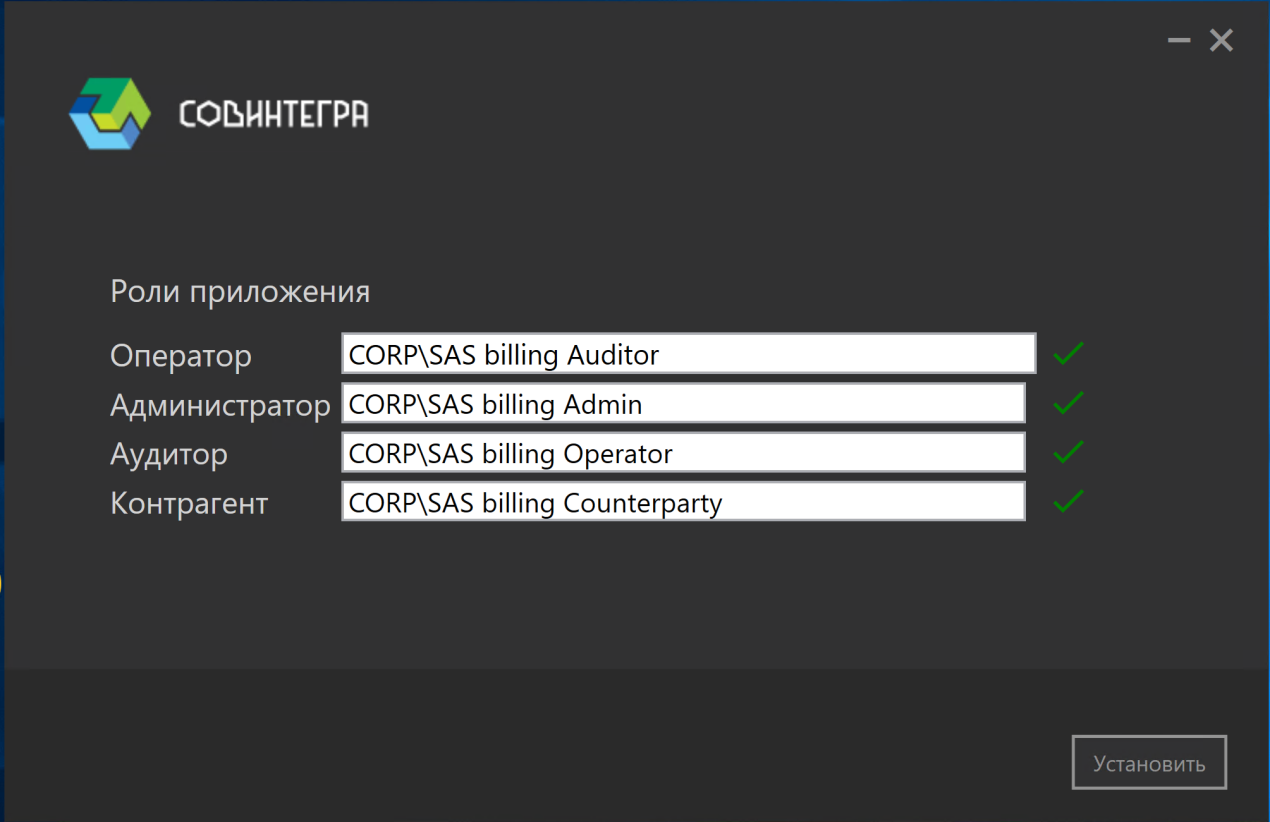 СОВИНТЕГРА
Роли приложения
Оператор CORP\SAS billing Auditor
Администратор CORP\SAS billing Admin
Аудитор CORP\SAS billing Operator
Контрагент CORP\SAS billing Counterparty
Установить